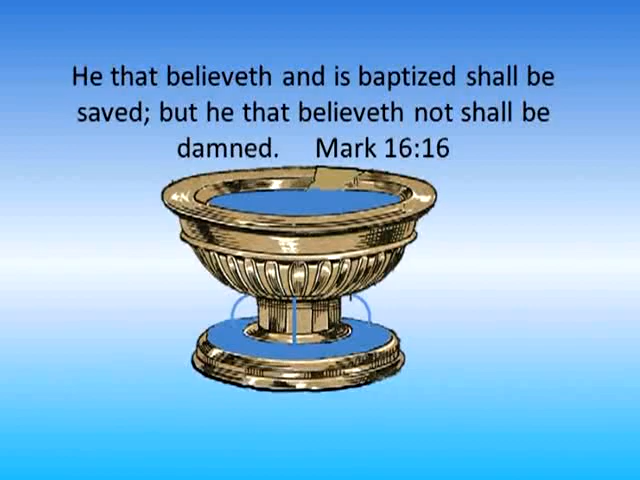 He that believeth and is baptized shall be
saved; but he that believeth not shall be
damned. Mark 16:16